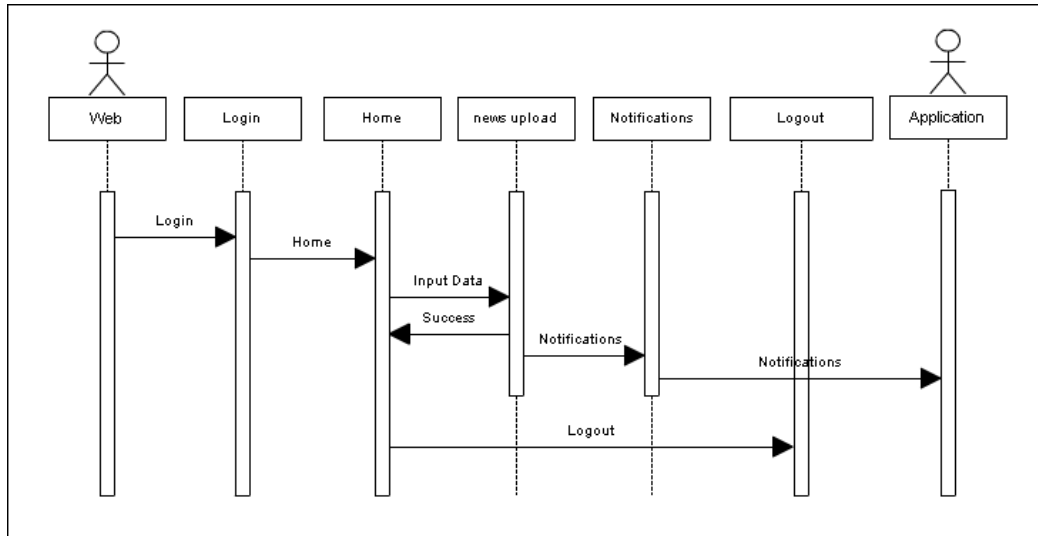 Web
Login
Home
news upload
Notifications
Logout
Application
Login
Home
Input Data
Success
Notifications
Notifications
Logout